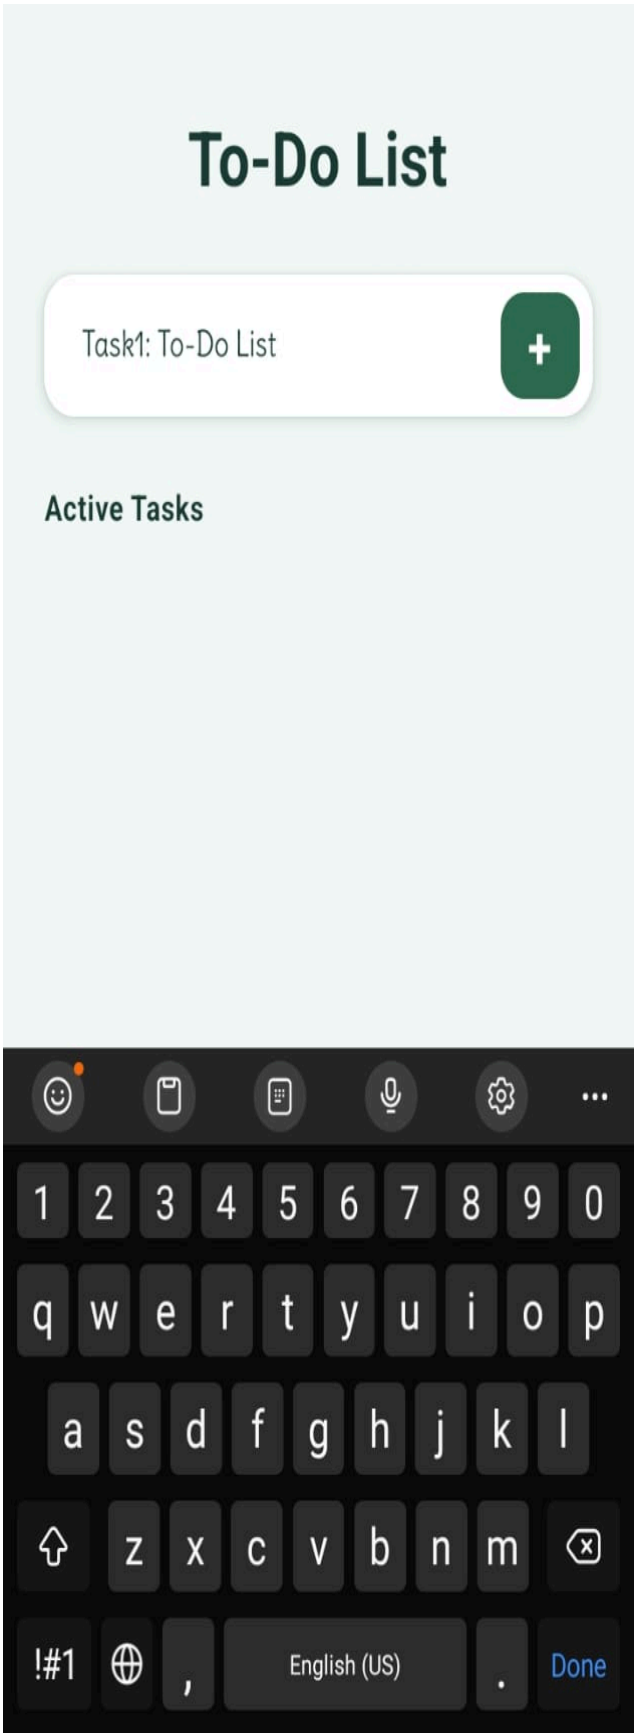 To-Do List
Task1: To-Do List
+
Active Tasks
1 2 3 4 5 6 7 8 9 0
q w e r t y u i o p
a s d f g h j k l
z x c v b n m
!#1 , English (US) . Done